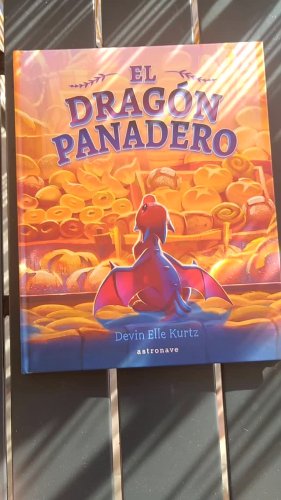 EL
DRAGÓN
PANADERO
Devin Elle Kurtz
astronave